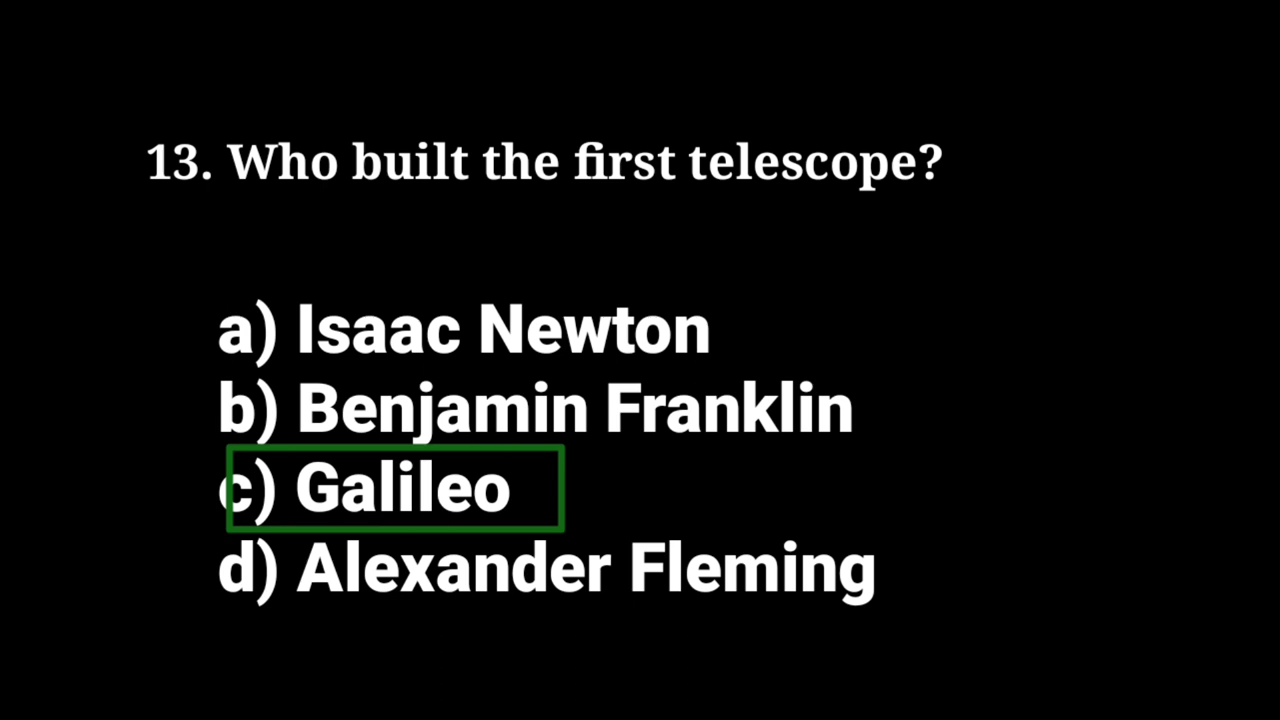 13. Who built the first telescope?
a) Isaac Newton
b) Benjamin Franklin
c) Galileo
d) Alexander Fleming